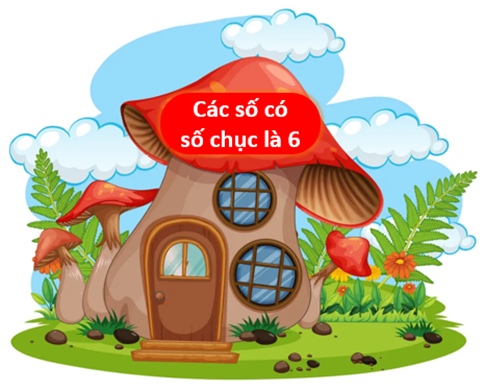 Các số có
số chục là 6